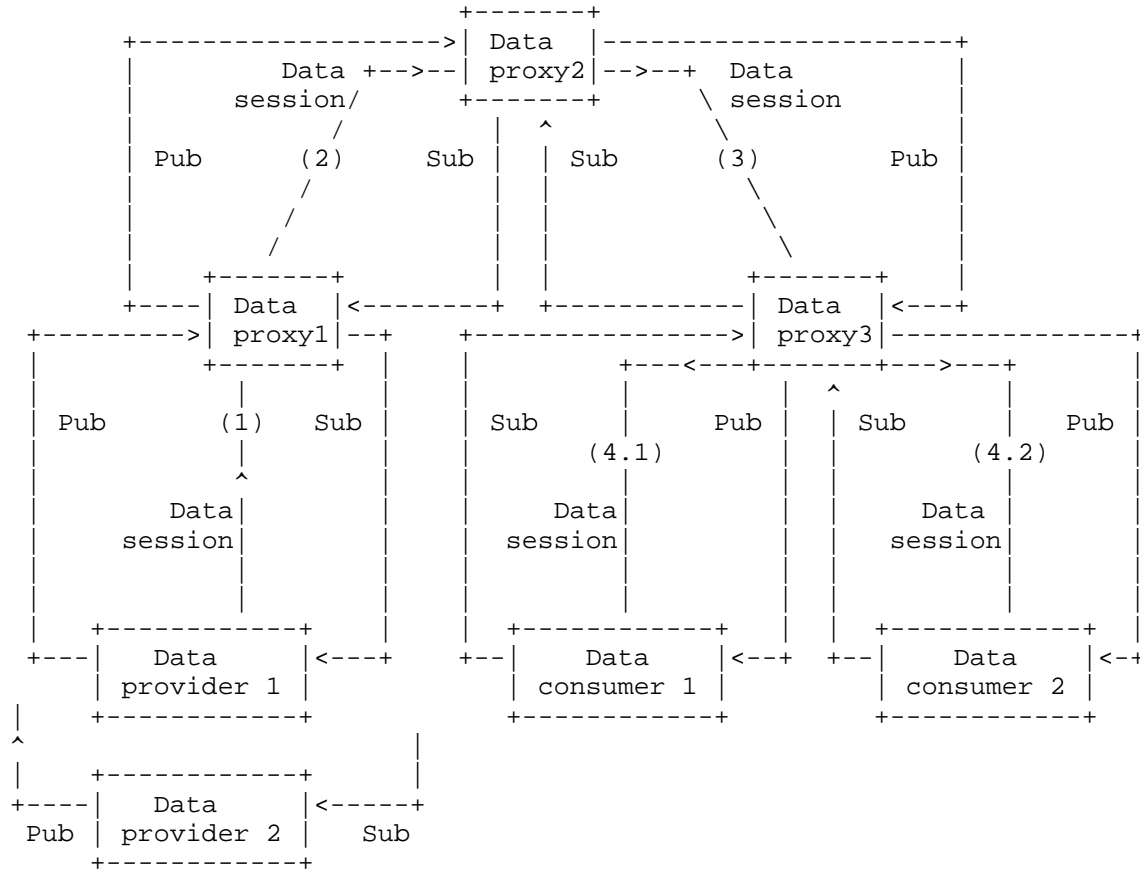 Data
proxy2
Data Data
session session
Pub (2) Sub Sub (3) Pub
Data Data
proxy1 proxy3
Pub (1) Sub Sub Pub Sub Pub
(4.1) (4.2)
Data Data Data
session session session
Data Data Data
provider 1 consumer 1 consumer 2
Data
Pub provider 2 Sub